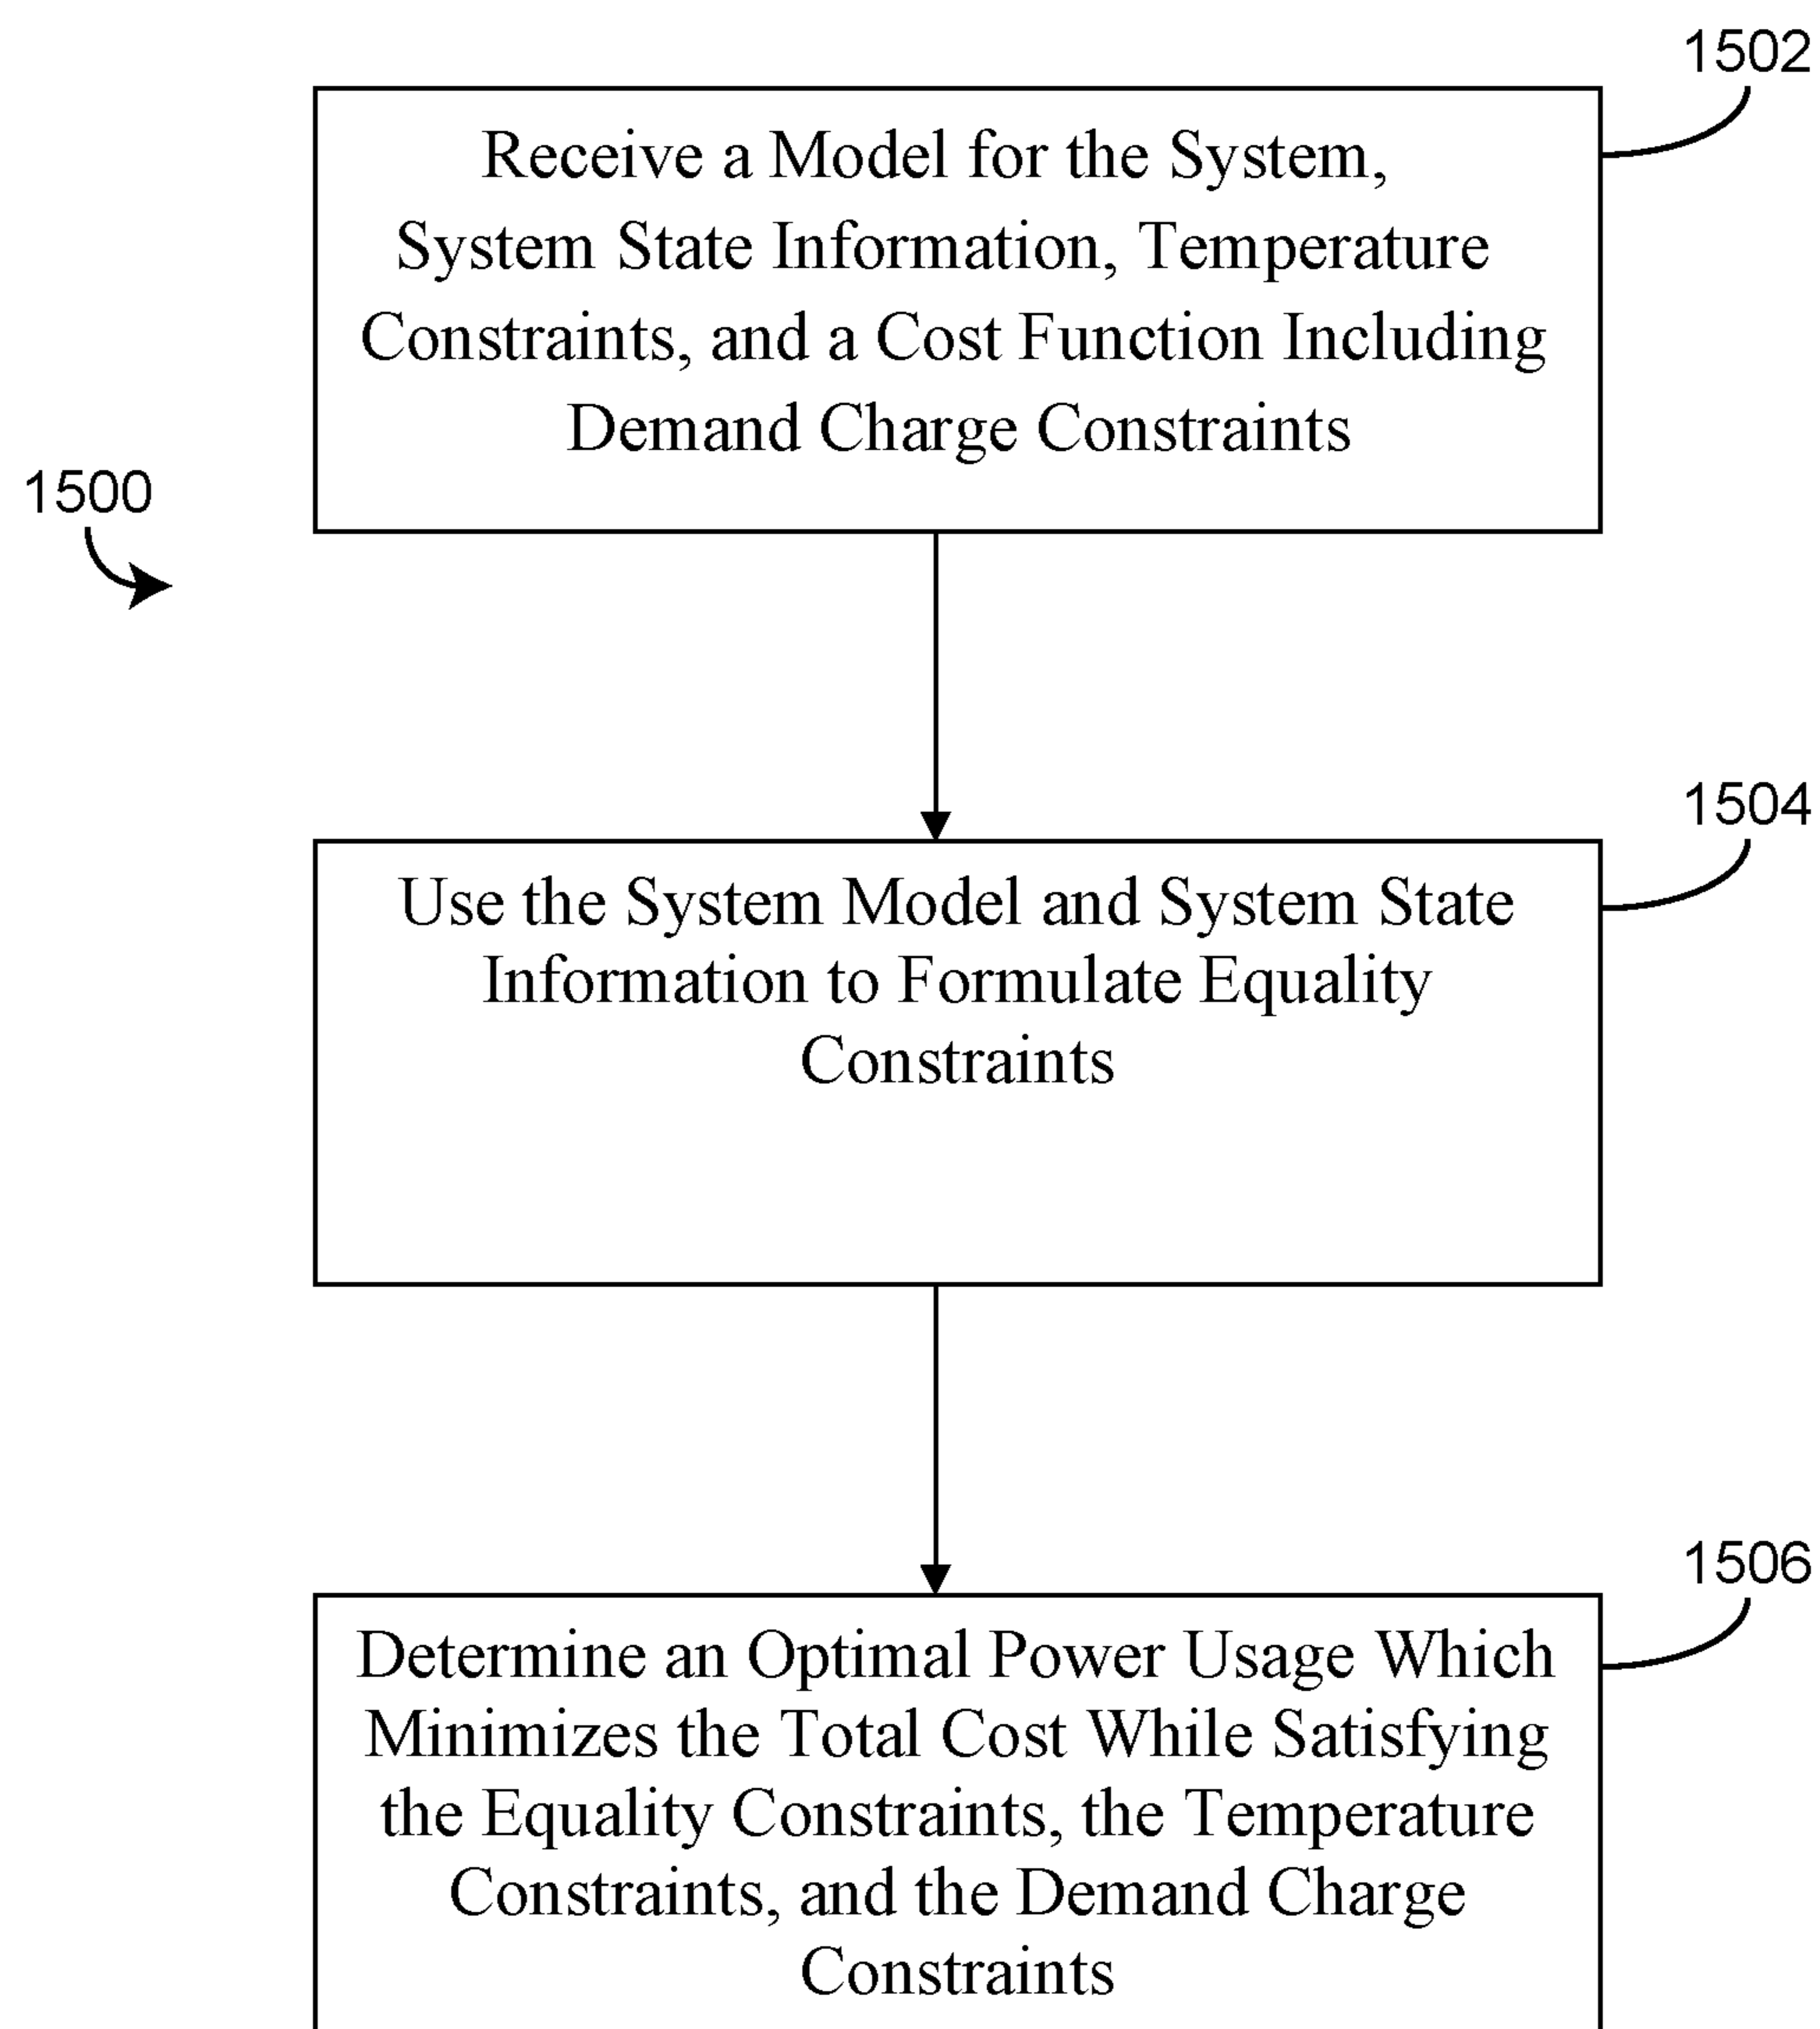 1502
Receive a Model for the System,
System State Information, Temperature
Constraints, and a Cost Function Including
Demand Charge Constraints
1500
1504
Use the System Model and System State
Information to Formulate Equality
Constraints
1506
Determine an Optimal Power Usage Which
Minimizes the Total Cost While Satisfying
the Equality Constraints, the Temperature
Constraints, and the Demand Charge
Constraints